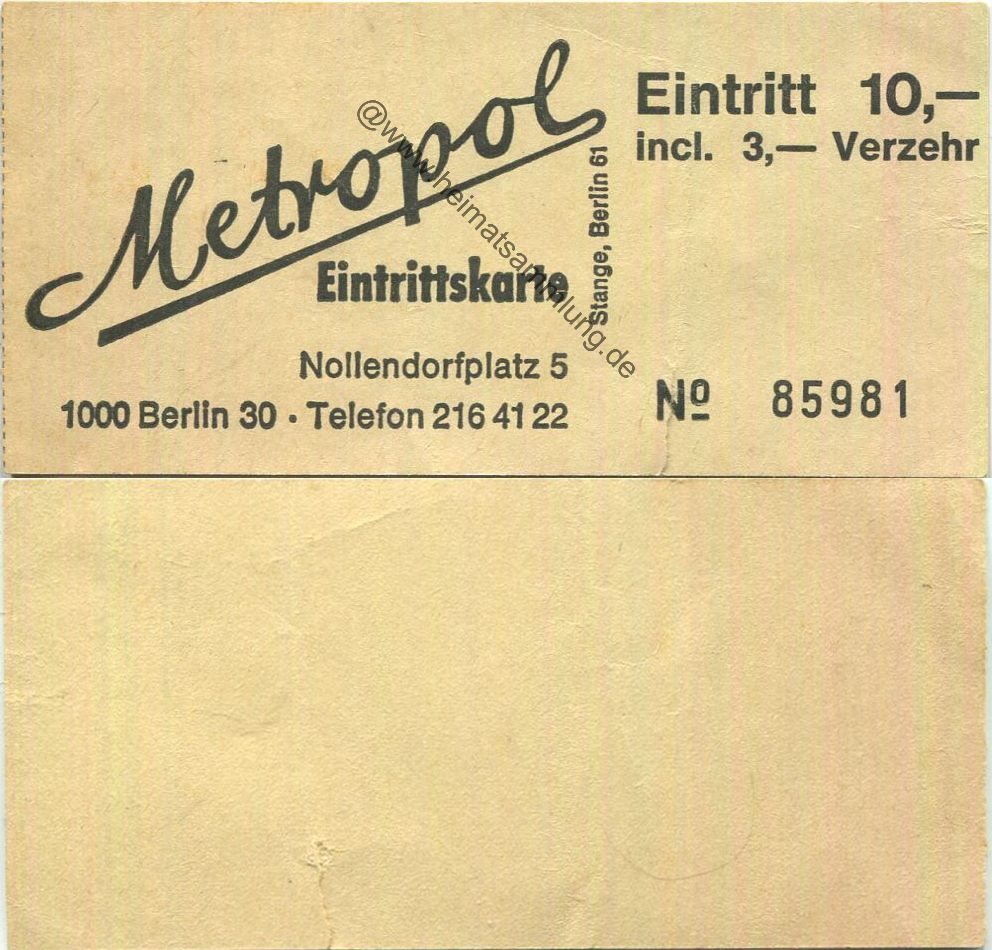 Metropol
Eintrittskarte
Nollendorfplatz 5
1000 Berlin 30 · Telefon 216 41 22
Stange, Berlin 61
Eintritt 10,—
incl. 3,— Verzehr
Nº 85981
@www.heimatsammlung.de